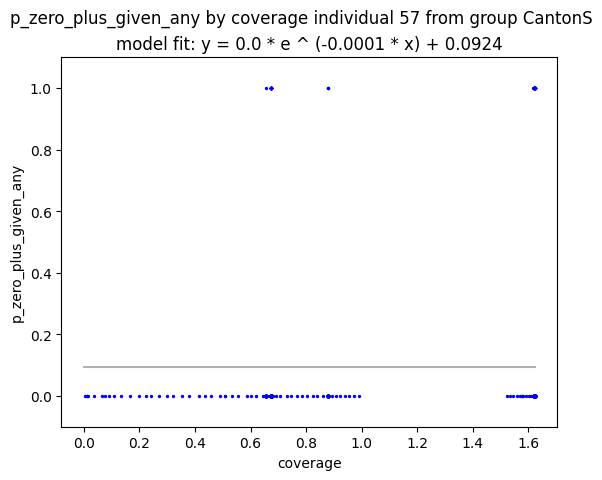 p_zero_plus_given_any by coverage individual 57 from group CantonS
model fit: y = 0.0 * e ^ (-0.0001 * x) + 0.0924
1.0
0.8
0.6
0.4
0.2
0.0
p_zero_plus_given_any
0.0 0.2 0.4 0.6 0.8 1.0 1.2 1.4 1.6
coverage